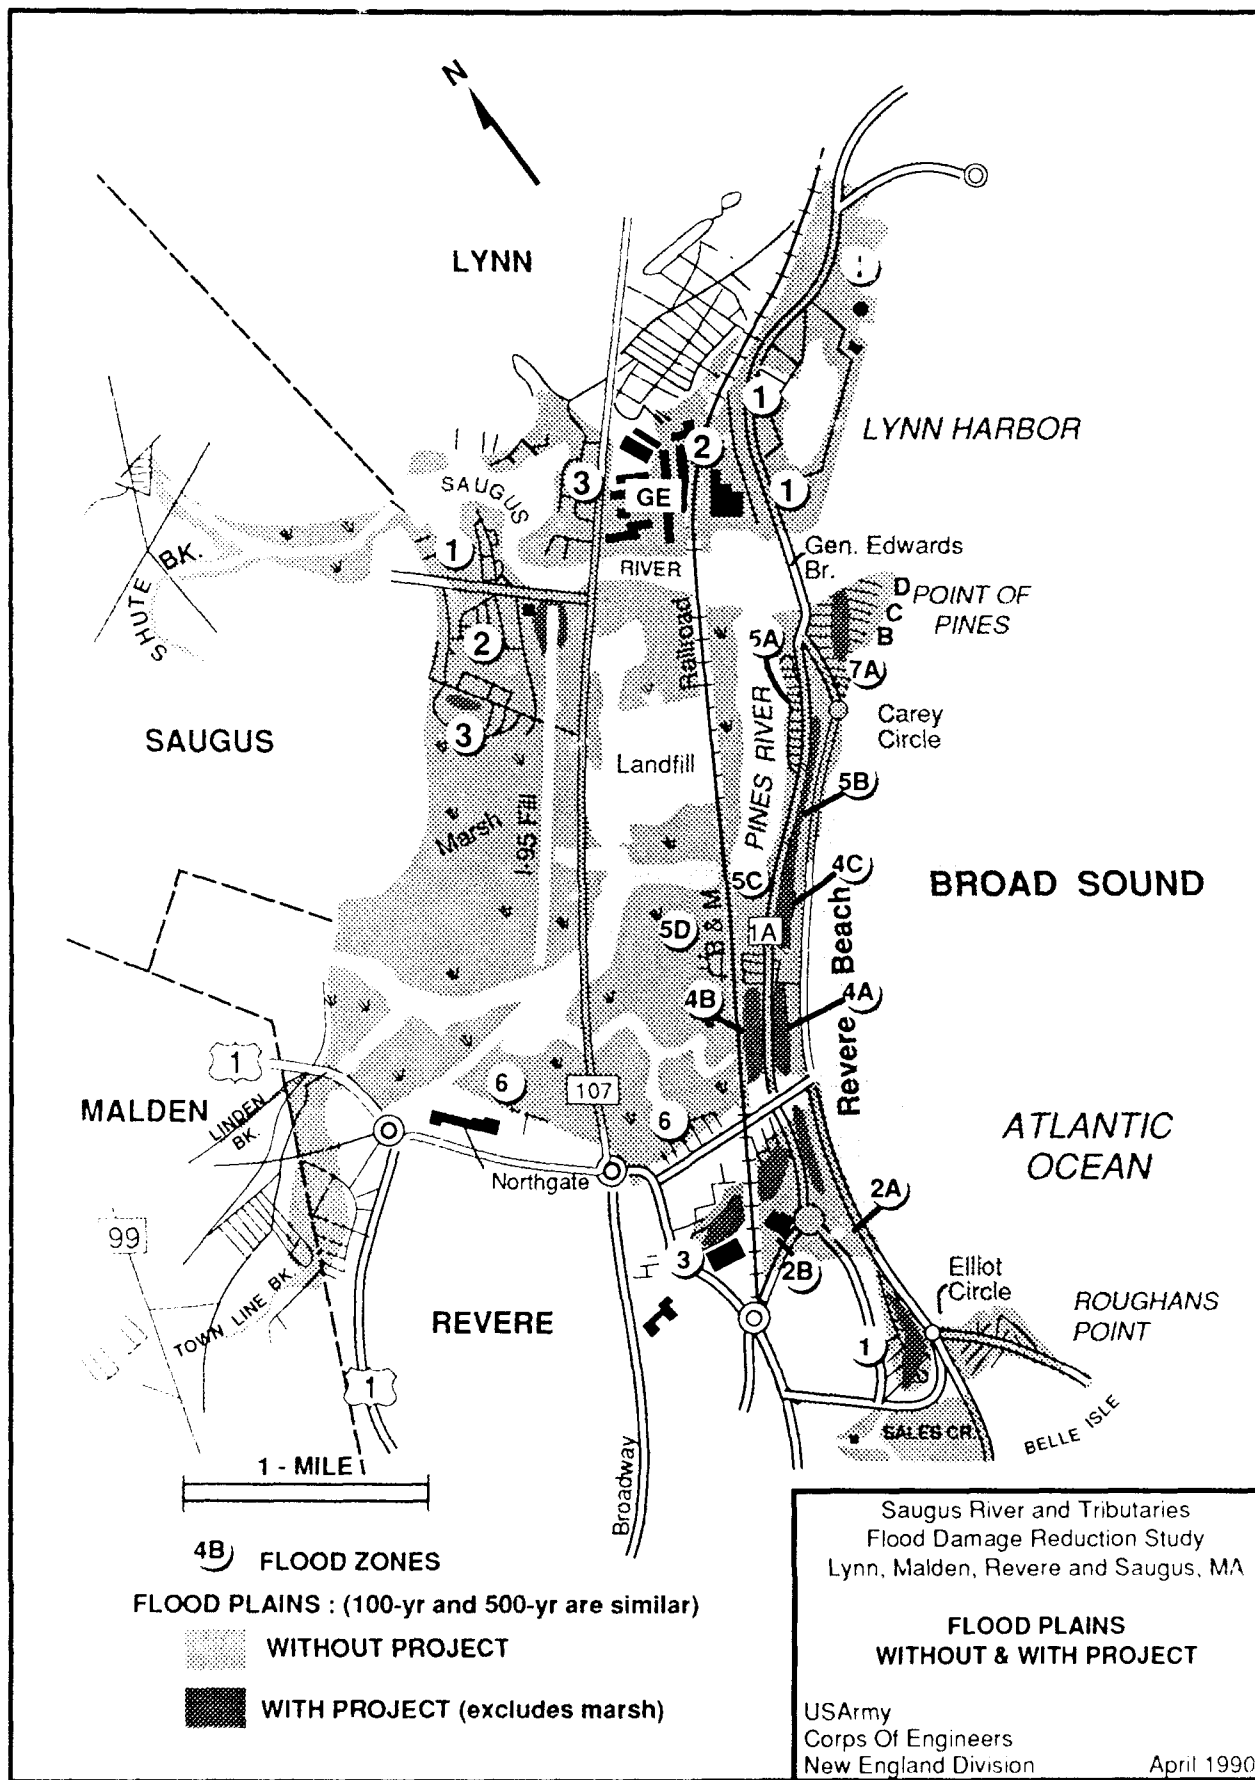 N
LYNN
1
LYNN HARBOR
1
2
3
GE
1
SAUGUS
RIVER
1
SHUTE BK.
Gen. Edwards
Br.
D
C
B
POINT OF
PINES
2
5A
7A
Railroad
Carey
Circle
SAUGUS
3
Landfill
PINES RIVER
5B
Marsh
I-95 Fill
5C
4C
BROAD SOUND
5D
B & M
1A
Revere Beach
4B
4A
1
6
107
6
MALDEN
LINDEN
BK.
ATLANTIC
OCEAN
Northgate
2A
99
3
2B
Elliot
Circle
TOWN LINE BK.
REVERE
ROUGHANS
POINT
1
1
SALES CR.
BELLE ISLE
Broadway
1 - MILE
4B FLOOD ZONES
FLOOD PLAINS : (100-yr and 500-yr are similar)
WITHOUT PROJECT
WITH PROJECT (excludes marsh)
Saugus River and Tributaries
Flood Damage Reduction Study
Lynn, Malden, Revere and Saugus, MA
FLOOD PLAINS
WITHOUT & WITH PROJECT
USArmy
Corps Of Engineers
New England Division April 1990